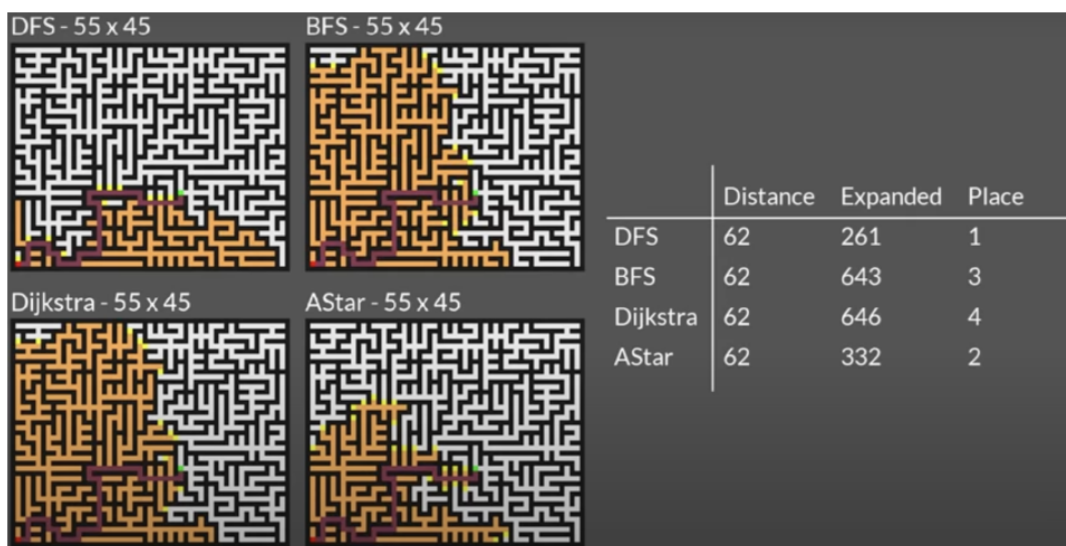 DFS - 55 x 45
BFS - 55 x 45
Dijkstra - 55 x 45
AStar - 55 x 45
Distance Expanded Place
DFS 62 261 1
BFS 62 643 3
Dijkstra 62 646 4
AStar 62 332 2